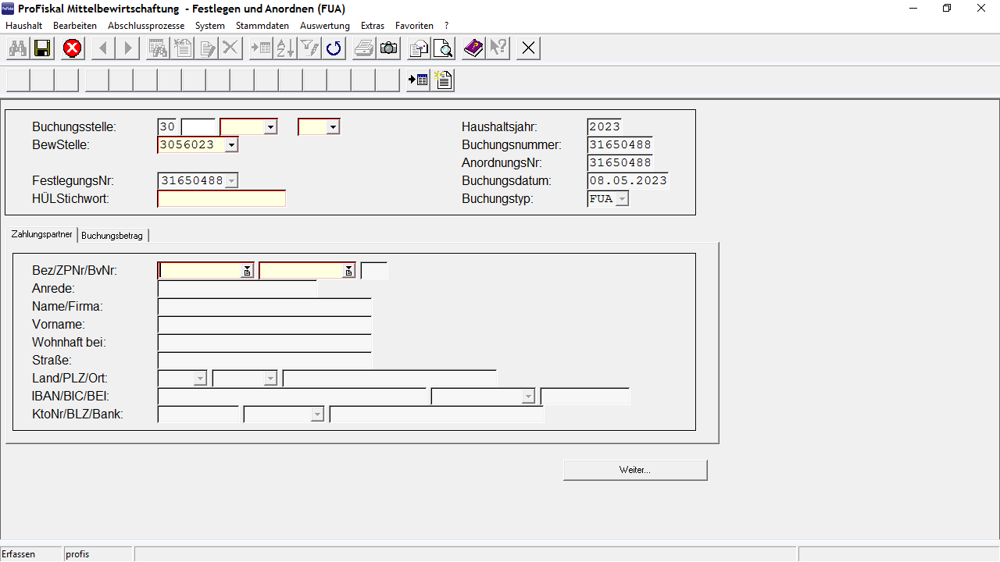 ProFiskal Mittelbewirtschaftung - Festlegen und Anordnen (FUA)
Haushalt Bearbeiten Abschlussprozesse System Stammdaten Auswertung Extras Favoriten ?
Buchungsstelle: 30 Haushaltsjahr: 2023
BewStelle: 3056023 Buchungsnummer: 31650488
AnordnungsNr: 31650488
FestlegungsNr: 31650488 Buchungsdatum: 08.05.2023
HÜLStichwort: Buchungstyp: FUA
Zahlungspartner Buchungsbetrag
Bez/ZPNr/BvNr:
Anrede:
Name/Firma:
Vorname:
Wohnhaft bei:
Straße:
Land/PLZ/Ort:
IBAN/BIC/BEI:
KtoNr/BLZ/Bank:
Weiter...
Erfassen profis